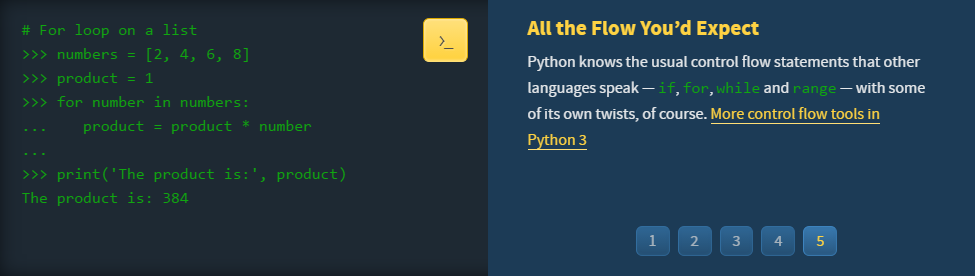 # For loop on a list
>>> numbers = [2, 4, 6, 8]
>>> product = 1
>>> for number in numbers:
...    product = product * number
...
>>> print('The product is:', product)
The product is: 384
>_
All the Flow You’d Expect
Python knows the usual control flow statements that other
languages speak — if, for, while and range — with some
of its own twists, of course. More control flow tools in
Python 3
1 2 3 4 5